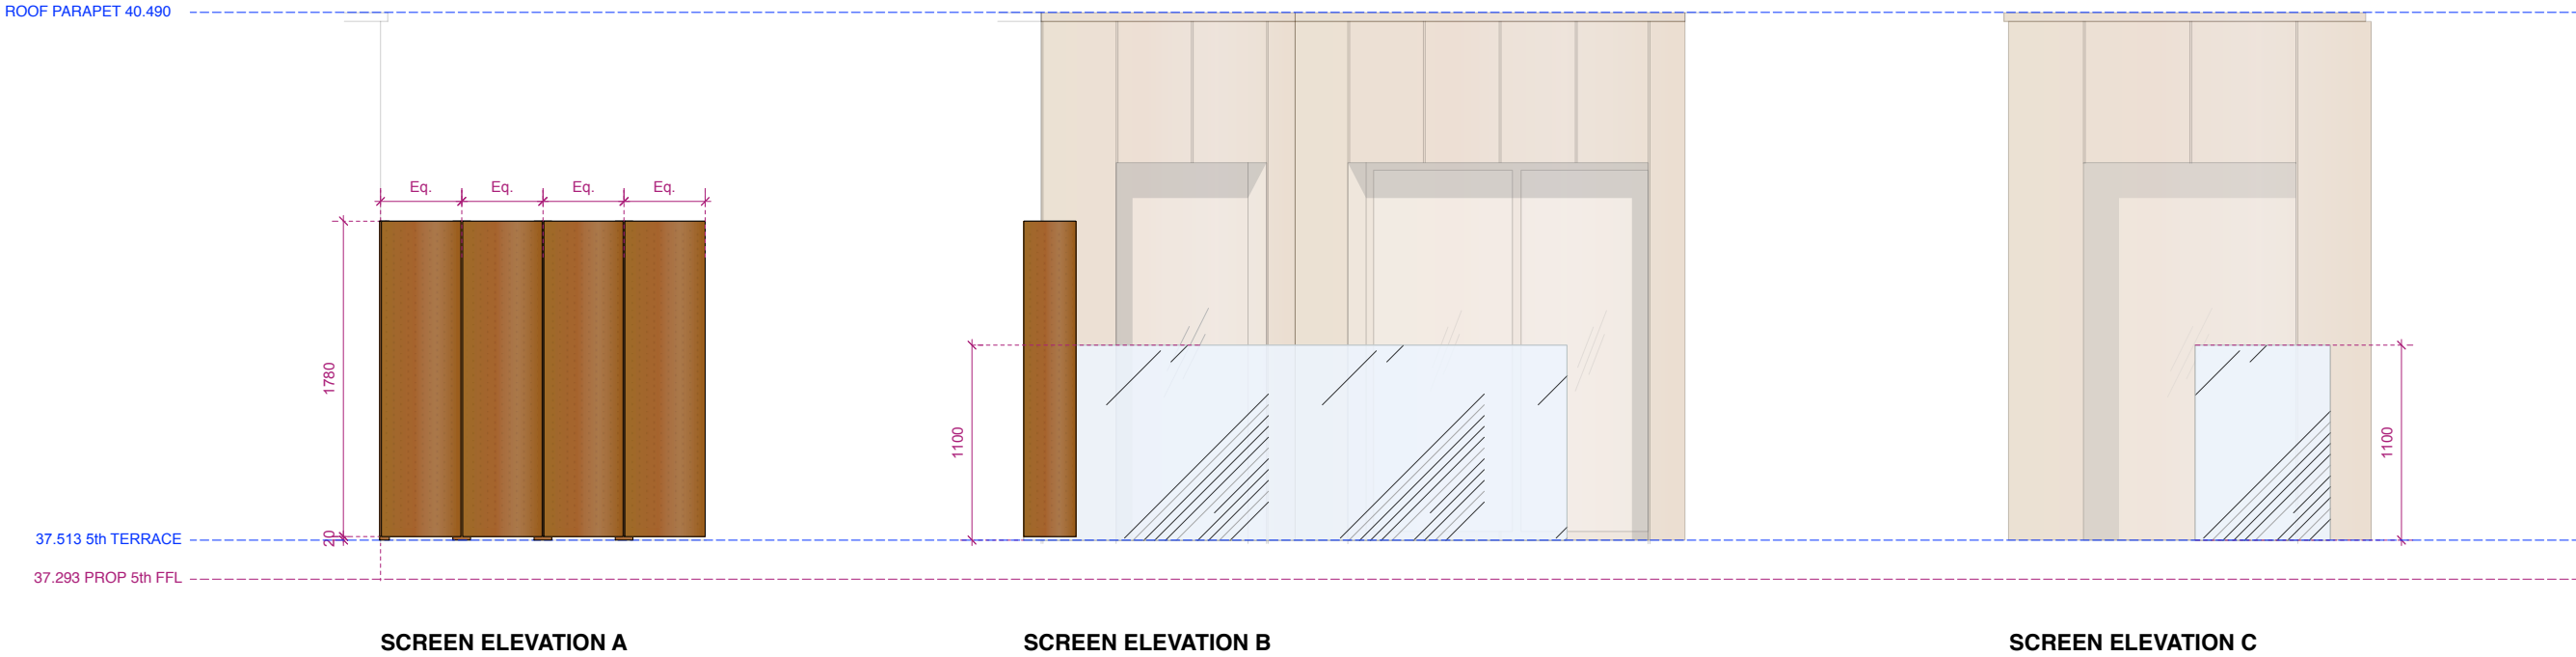 ROOF PARAPET 40.490
Eq. Eq. Eq. Eq.
1780
1100
1100
20
37.513 5th TERRACE
37.293 PROP 5th FFL
SCREEN ELEVATION A
SCREEN ELEVATION B
SCREEN ELEVATION C